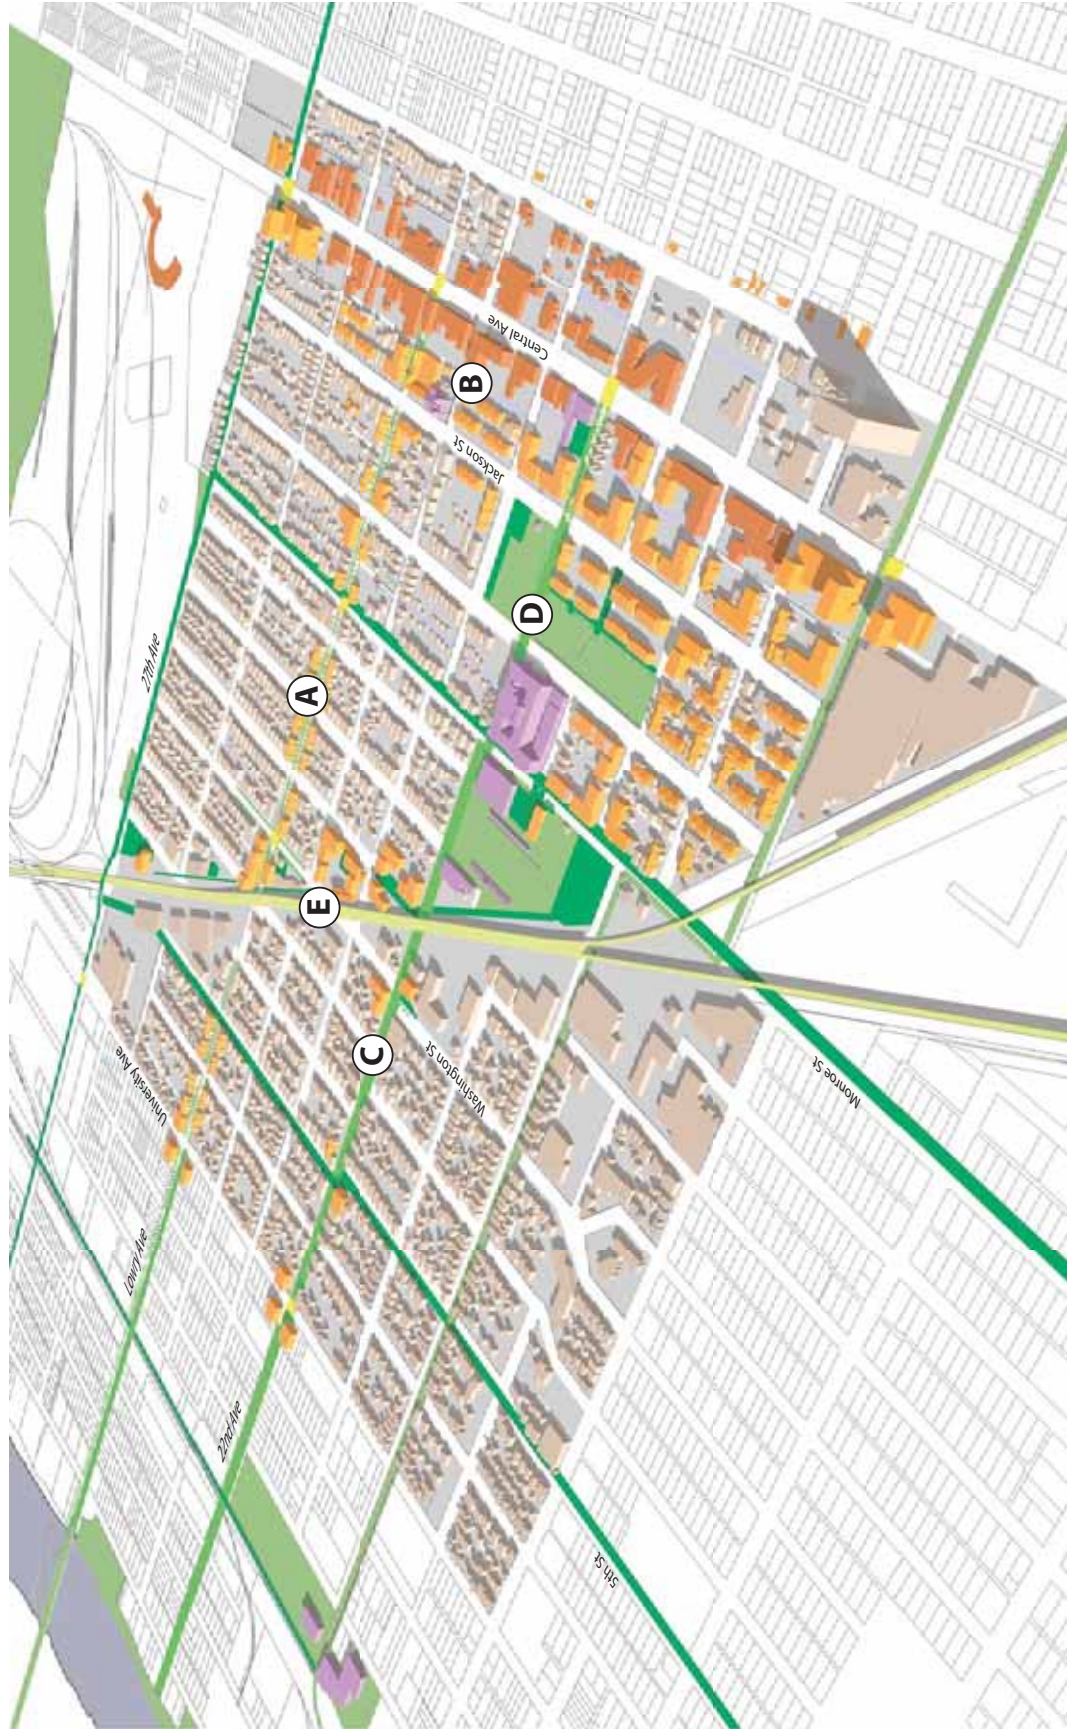 27th Ave
A
B
Central Ave
Jackson St
D
E
C
University Ave
Washington St
Monroe St
Lowry Ave
22nd Ave
5th St